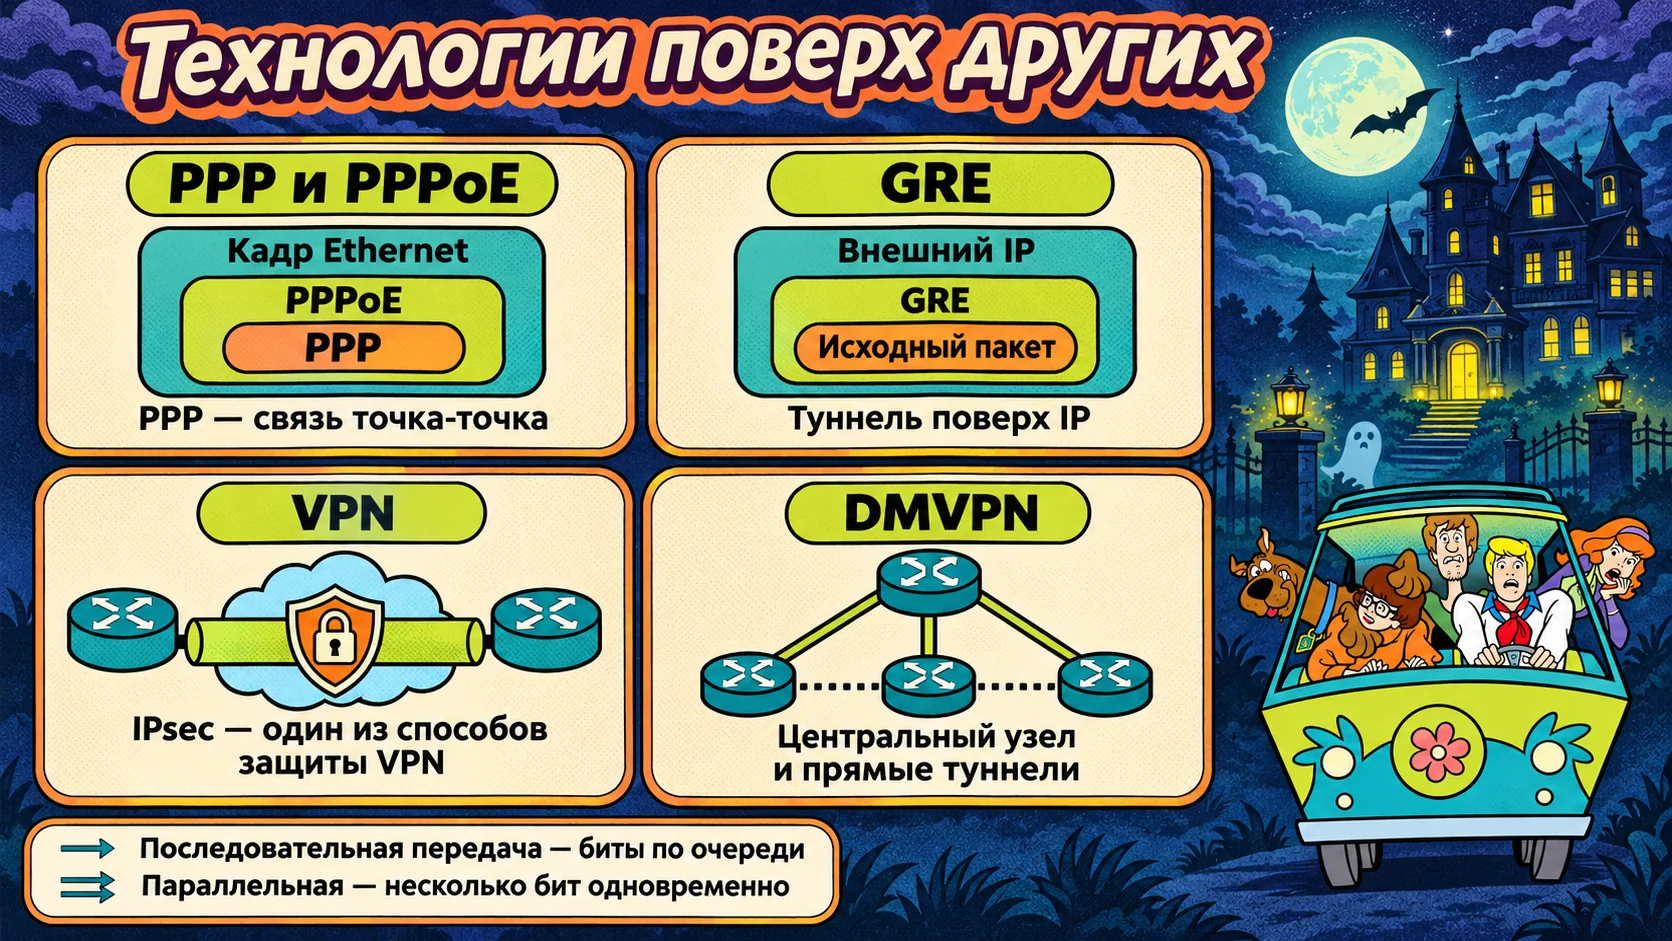 Технологии поверх других
PPP и PPPoE
Кадр Ethernet
PPPoE
PPP
PPP — связь точка-точка
GRE
Внешний IP
GRE
Исходный пакет
Туннель поверх IP
VPN
IPsec — один из способов
защиты VPN
DMVPN
Центральный узел
и прямые туннели
Последовательная передача — биты по очереди
Параллельная — несколько бит одновременно